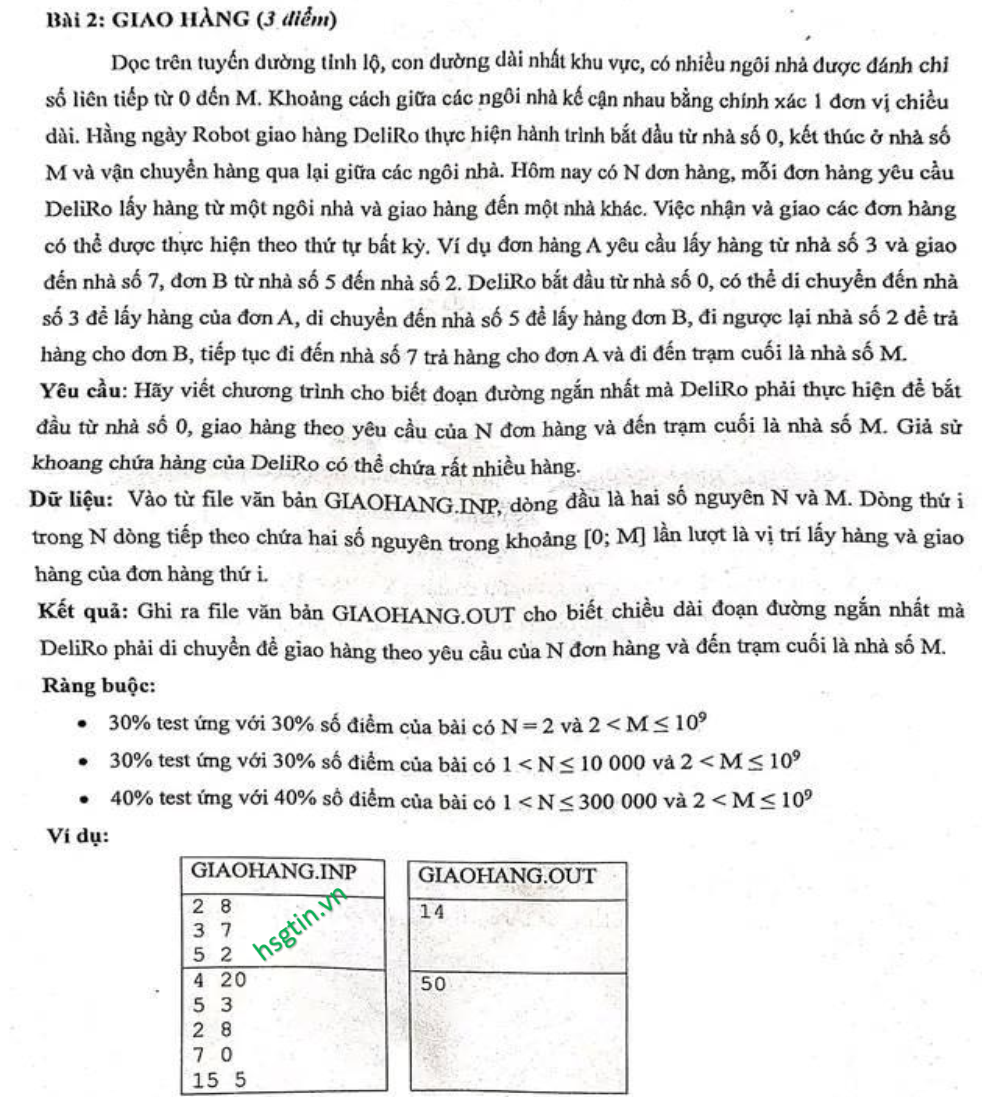 Bài 2: GIAO HÀNG (3 điểm)
Dọc trên tuyến đường tỉnh lộ, con đường dài nhất khu vực, có nhiều ngôi nhà được đánh chỉ
số liên tiếp từ 0 đến M. Khoảng cách giữa các ngôi nhà kế cận nhau bằng chính xác 1 đơn vị chiều
dài. Hằng ngày Robot giao hàng DeliRo thực hiện hành trình bắt đầu từ nhà số 0, kết thúc ở nhà số
M và vận chuyển hàng qua lại giữa các ngôi nhà. Hôm nay có N đơn hàng, mỗi đơn hàng yêu cầu
DeliRo lấy hàng từ một ngôi nhà và giao hàng đến một nhà khác. Việc nhận và giao các đơn hàng
có thể được thực hiện theo thứ tự bất kỳ. Ví dụ đơn hàng A yêu cầu lấy hàng từ nhà số 3 và giao
đến nhà số 7, đơn B từ nhà số 5 đến nhà số 2. DeliRo bắt đầu từ nhà số 0, có thể di chuyển đến nhà
số 3 để lấy hàng của đơn A, di chuyển đến nhà số 5 để lấy hàng đơn B, đi ngược lại nhà số 2 để trả
hàng cho đơn B, tiếp tục đi đến nhà số 7 trả hàng cho đơn A và đi đến trạm cuối là nhà số M.
Yêu cầu: Hãy viết chương trình cho biết đoạn đường ngắn nhất mà DeliRo phải thực hiện để bắt
đầu từ nhà số 0, giao hàng theo yêu cầu của N đơn hàng và đến trạm cuối là nhà số M. Giả sử
khoang chứa hàng của DeliRo có thể chứa rất nhiều hàng.
Dữ liệu: Vào từ file văn bản GIAOHANG.INP, dòng đầu là hai số nguyên N và M. Dòng thứ i
trong N dòng tiếp theo chứa hai số nguyên trong khoảng [0; M] lần lượt là vị trí lấy hàng và giao
hàng của đơn hàng thứ i.
Kết quả: Ghi ra file văn bản GIAOHANG.OUT cho biết chiều dài đoạn đường ngắn nhất mà
DeliRo phải di chuyển để giao hàng theo yêu cầu của N đơn hàng và đến trạm cuối là nhà số M.
Ràng buộc:
• 30% test ứng với 30% số điểm của bài có N = 2 và 2 < M ≤ 10⁹
• 30% test ứng với 30% số điểm của bài có 1 < N ≤ 10 000 và 2 < M ≤ 10⁹
• 40% test ứng với 40% số điểm của bài có 1 < N ≤ 300 000 và 2 < M ≤ 10⁹
Ví dụ:
GIAOHANG.INP GIAOHANG.OUT
2 8 14
3 7
5 2
hsgtin.vn
4 20 50
5 3
2 8
7 0
15 5